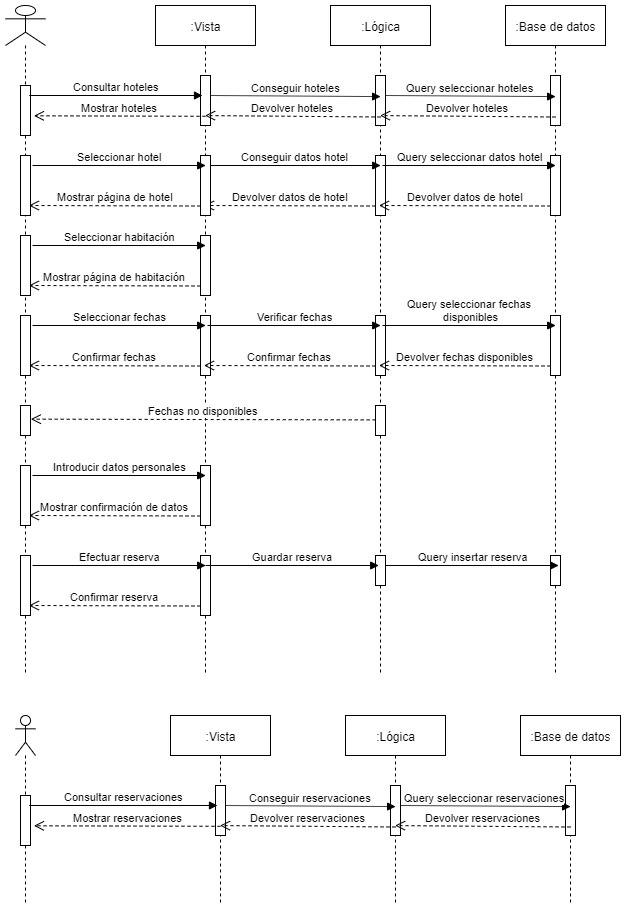 :Vista
:Lógica
:Base de datos
Consultar hoteles
Conseguir hoteles
Query seleccionar hoteles
Mostrar hoteles
Devolver hoteles
Devolver hoteles
Seleccionar hotel
Conseguir datos hotel
Query seleccionar datos hotel
Mostrar página de hotel
Devolver datos de hotel
Devolver datos de hotel
Seleccionar habitación
Mostrar página de habitación
Query seleccionar fechas
disponibles
Seleccionar fechas
Verificar fechas
Confirmar fechas
Confirmar fechas
Devolver fechas disponibles
Fechas no disponibles
Introducir datos personales
Mostrar confirmación de datos
Efectuar reserva
Guardar reserva
Query insertar reserva
Confirmar reserva
:Vista
:Lógica
:Base de datos
Consultar reservaciones
Conseguir reservaciones
Query seleccionar reservaciones
Mostrar reservaciones
Devolver reservaciones
Devolver reservaciones